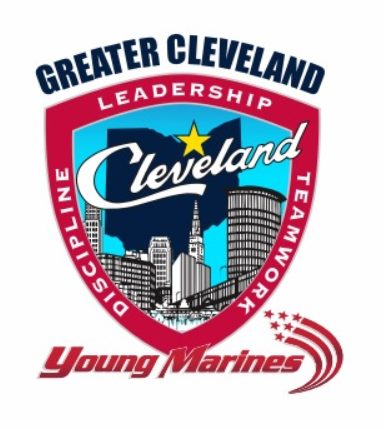 GREATER CLEVELAND
LEADERSHIP
DISCIPLINE
Cleveland
TEAMWORK
Young Marines